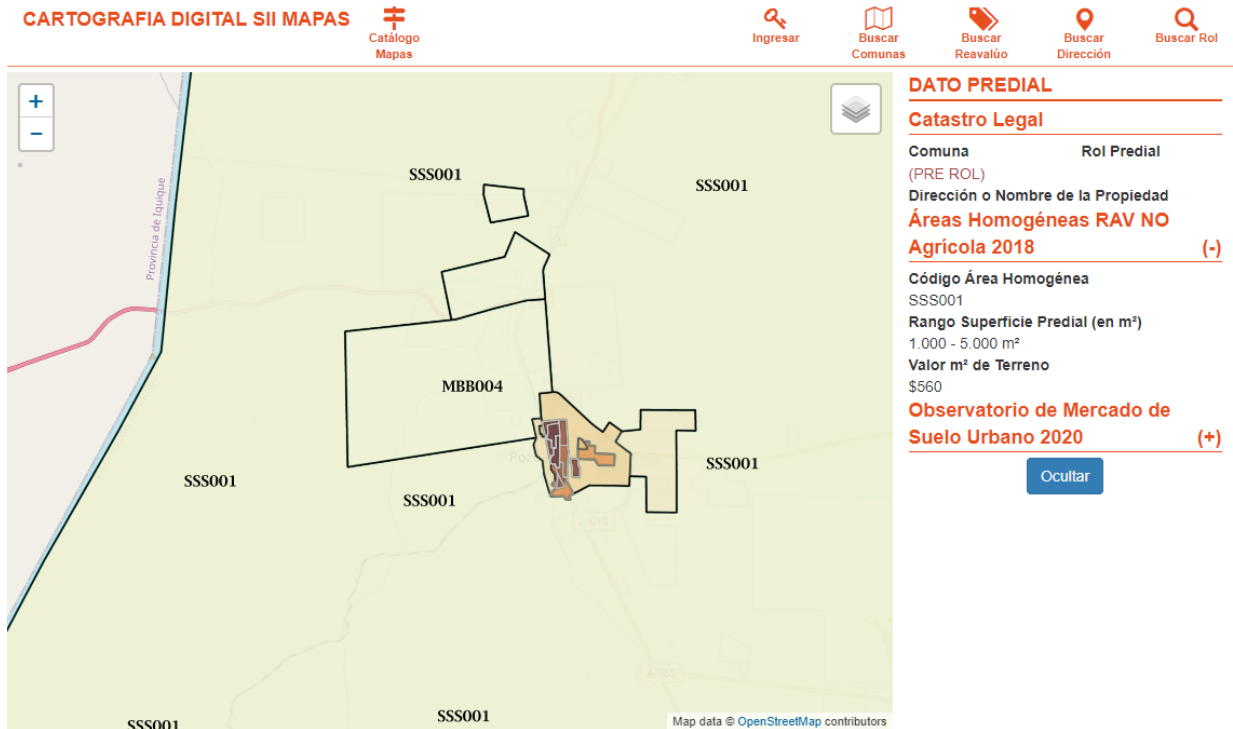 CARTOGRAFIA DIGITAL SII MAPAS
Catálogo
Mapas
Ingresar
Buscar
Comunas
Buscar
Reavalúo
Buscar
Dirección
Buscar Rol
+
−
Provincia de Iquique
SSS001
SSS001
MBB004
SSS001
SSS001
SSS001
Poz
A-615
A-165
SSS001
SSS001
Map data © OpenStreetMap contributors
DATO PREDIAL
Catastro Legal
Comuna Rol Predial
(PRE ROL)
Dirección o Nombre de la Propiedad
Áreas Homogéneas RAV NO
Agrícola 2018 (-)
Código Área Homogénea
SSS001
Rango Superficie Predial (en m²)
1.000 - 5.000 m²
Valor m² de Terreno
$560
Observatorio de Mercado de
Suelo Urbano 2020 (+)
Ocultar